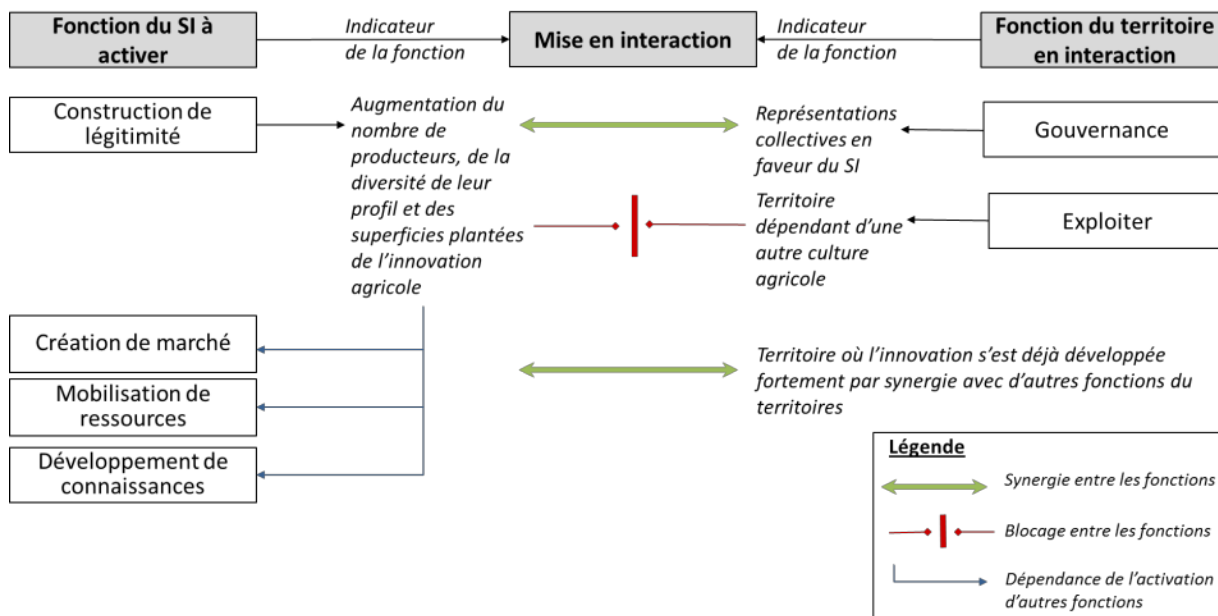 Fonction du SI à
activer
Indicateur
de la fonction
Mise en interaction
Indicateur
de la fonction
Fonction du territoire
en interaction
Construction de
légitimité
Augmentation du
nombre de
producteurs, de la
diversité de leur
profil et des
superficies plantées
de l'innovation
agricole
Représentations
collectives en
faveur du SI
Gouvernance
Territoire
dépendant d'une
autre culture
agricole
Exploiter
Création de marché
Mobilisation de
ressources
Développement de
connaissances
Territoire où l'innovation s'est déjà développée
fortement par synergie avec d'autres fonctions du
territoires
Légende
Synergie entre les fonctions
Blocage entre les fonctions
Dépendance de l'activation
d'autres fonctions